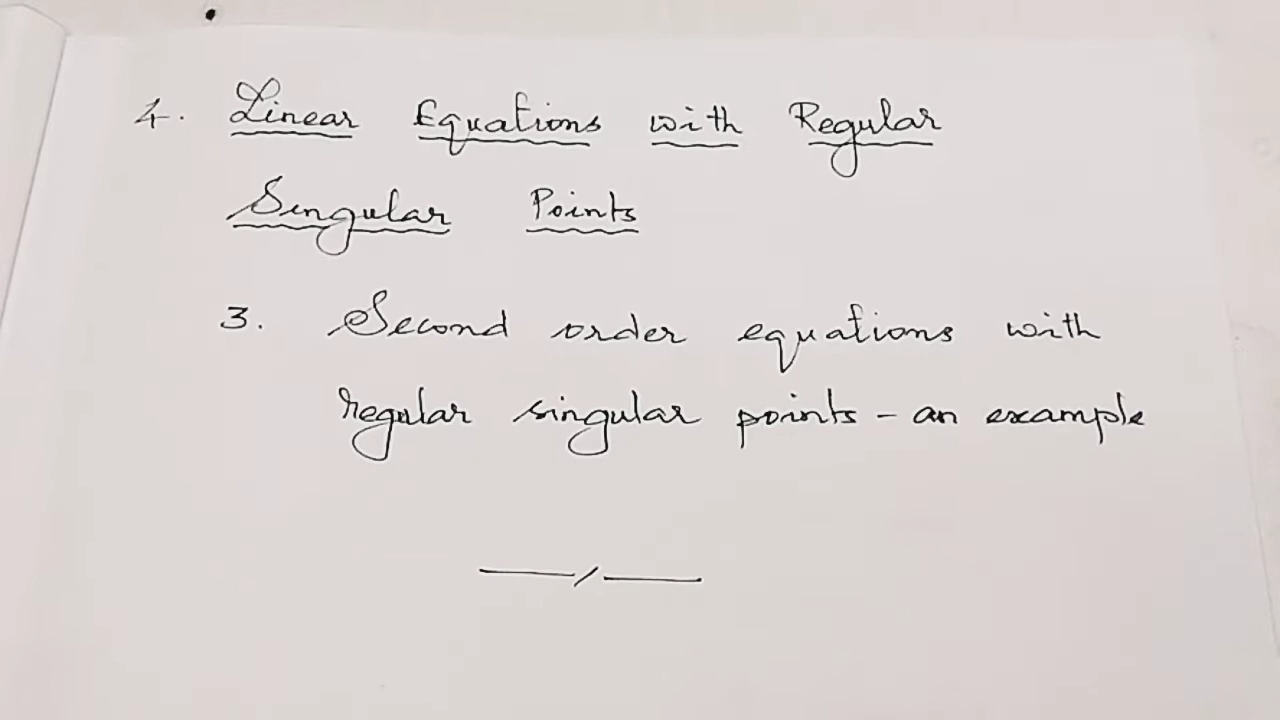 4. Linear Equations with Regular
Singular Points
3. Second order equations with
regular singular points - an example